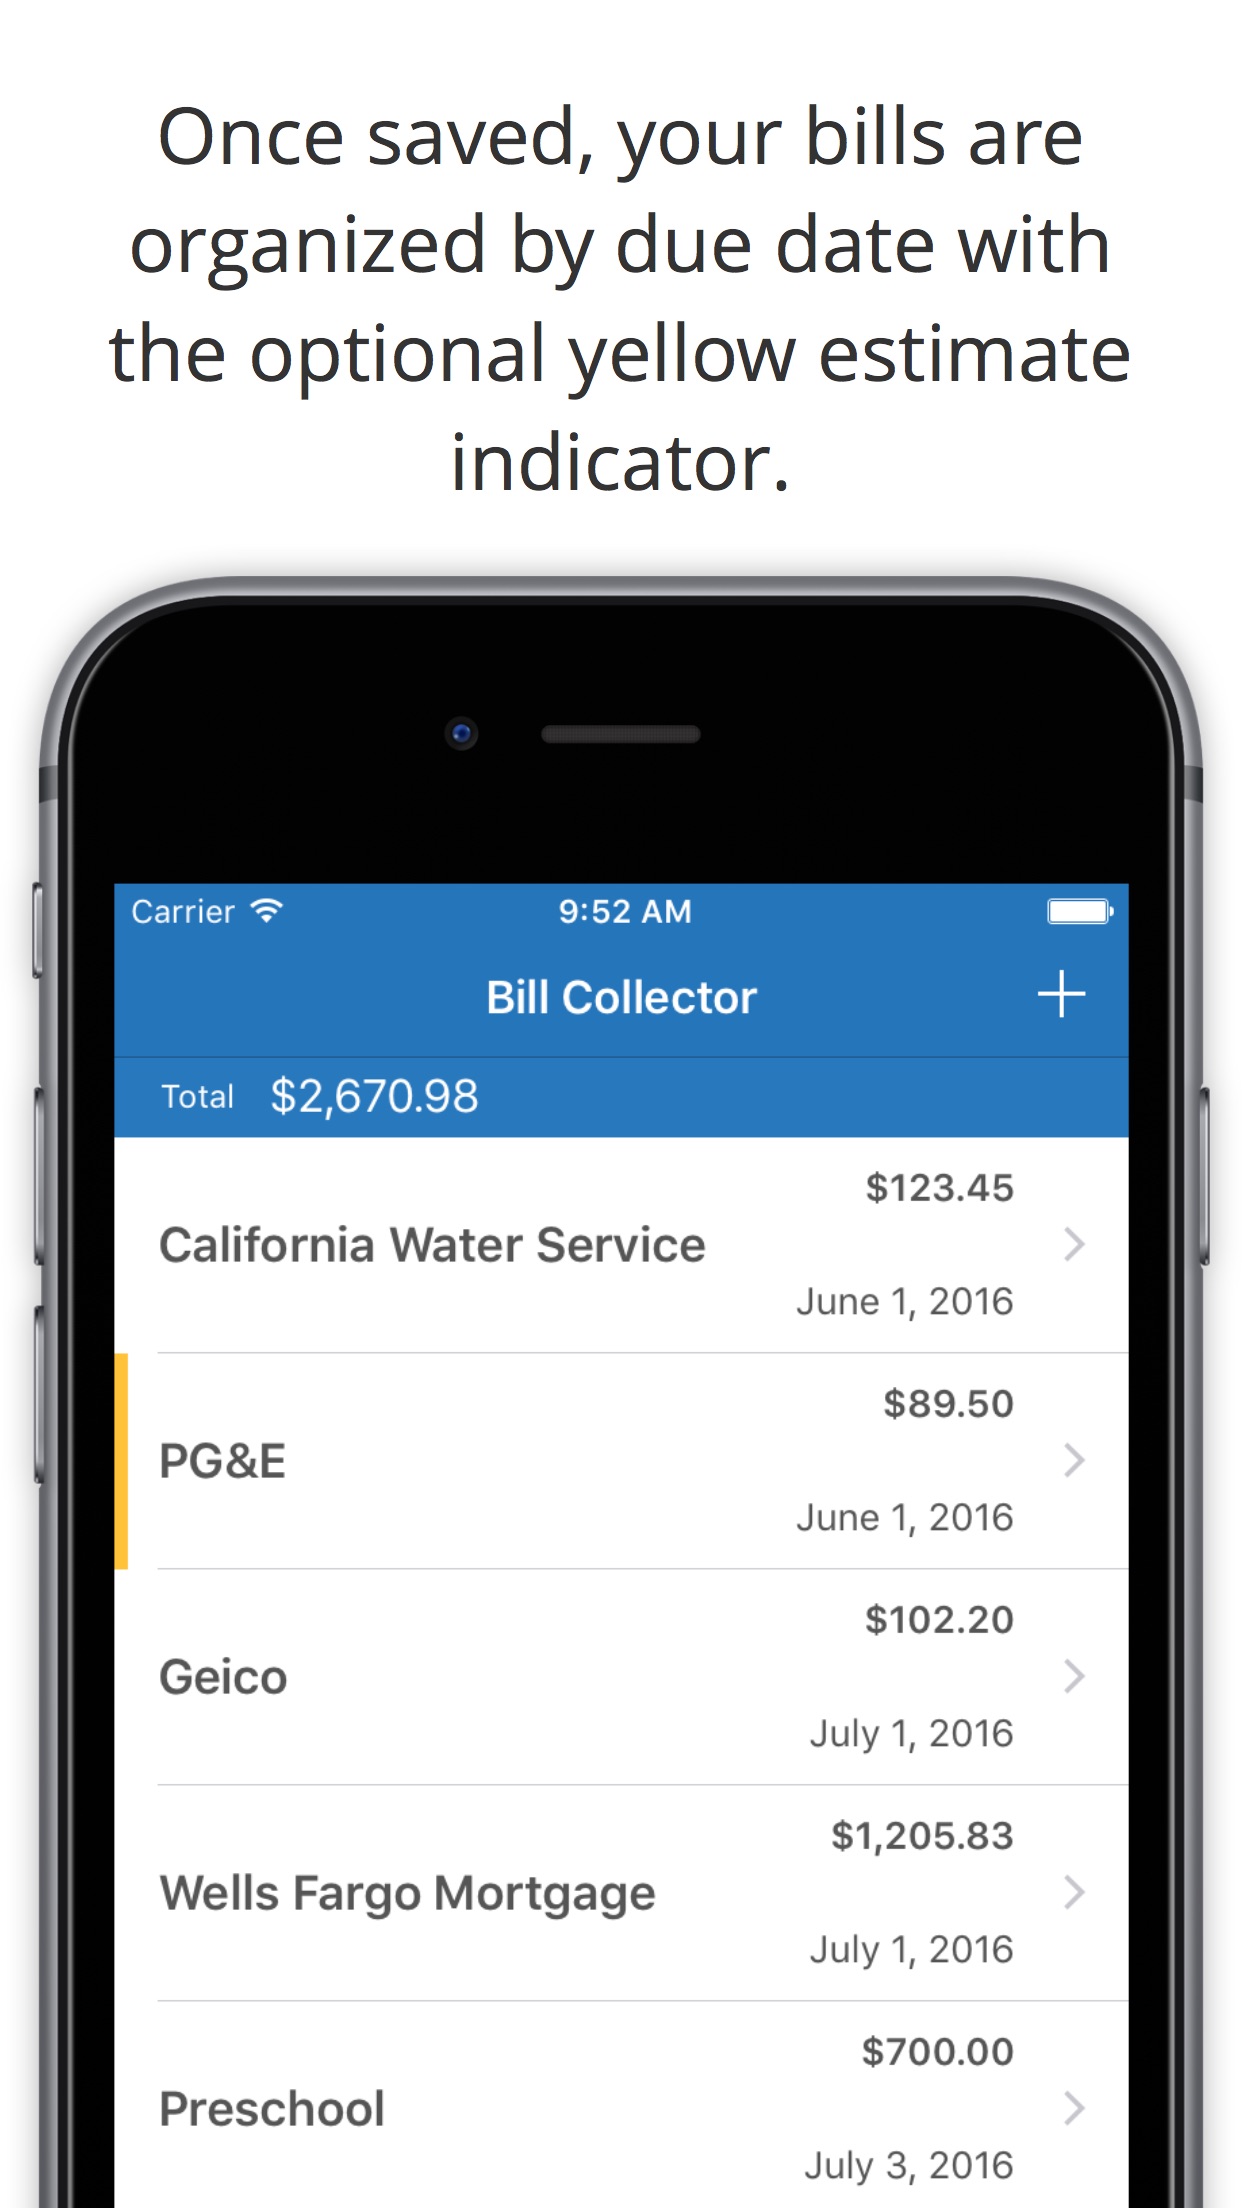 Once saved, your bills are
organized by due date with
the optional yellow estimate
indicator.
Carrier 9:52 AM
Bill Collector
Total $2,670.98
$123.45
California Water Service
June 1, 2016
$89.50
PG&E
June 1, 2016
$102.20
Geico
July 1, 2016
$1,205.83
Wells Fargo Mortgage
July 1, 2016
$700.00
Preschool
July 3, 2016